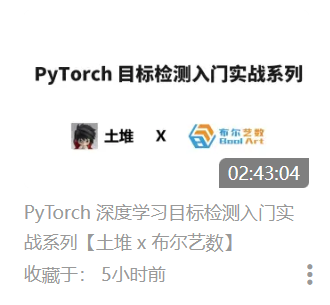 PyTorch 目标检测入门实战系列
土堆 X 布尔艺数
Bool Art
02:43:04
PyTorch 深度学习目标检测入门实
战系列【土堆 x 布尔艺数】
收藏于： 5小时前